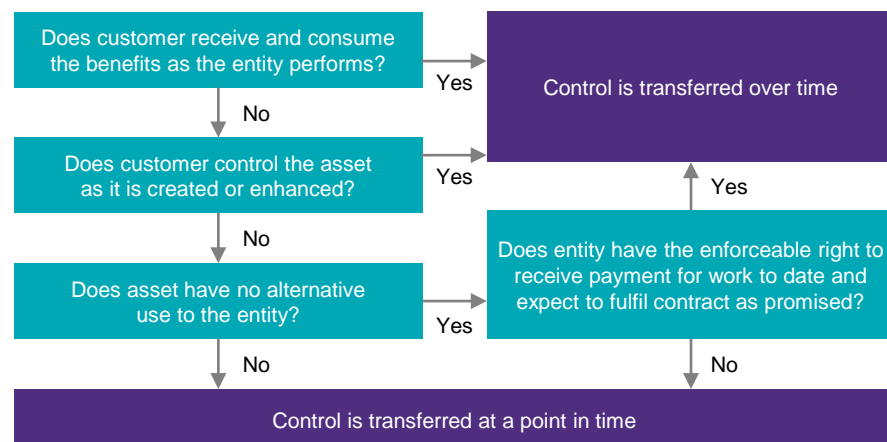 Does customer receive and consume
the benefits as the entity performs?
Yes
Control is transferred over time
No
Does customer control the asset
as it is created or enhanced?
Yes
Yes
No
Does entity have the enforceable right to
receive payment for work to date and
expect to fulfil contract as promised?
Does asset have no alternative
use to the entity?
Yes
No
No
Control is transferred at a point in time